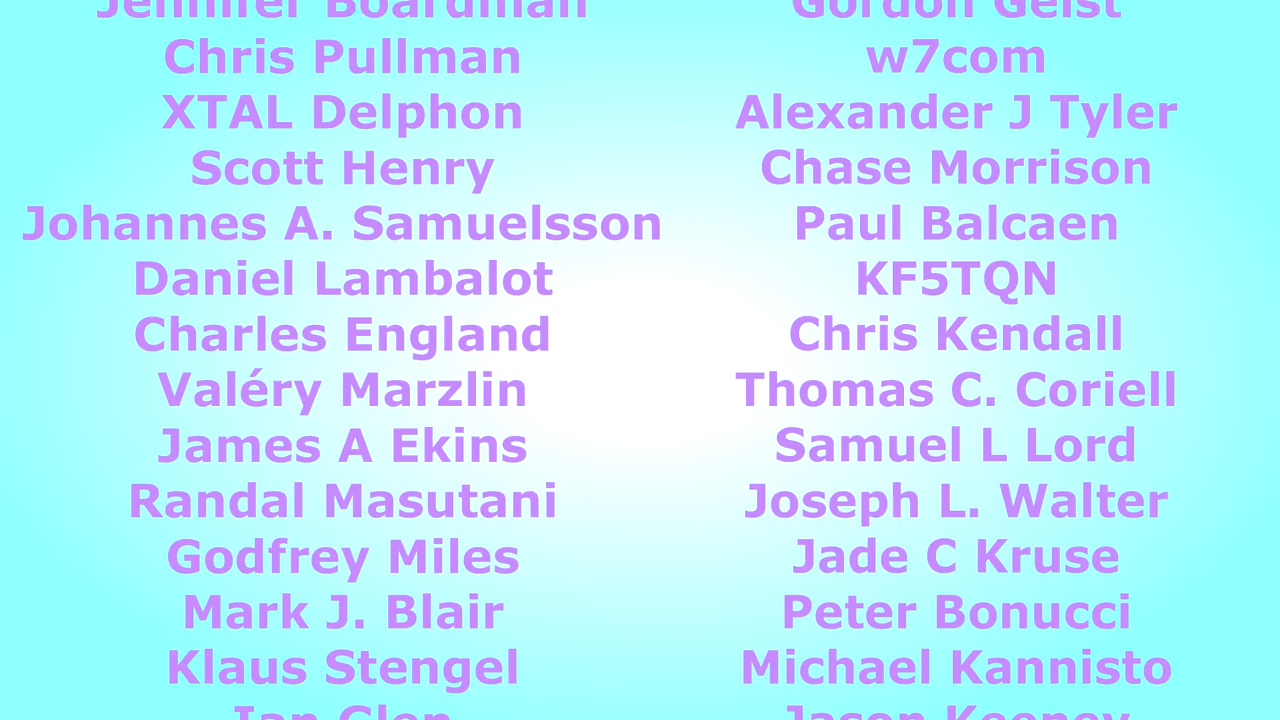 Jennifer Boardman
Gordon Geist
Chris Pullman
w7com
XTAL Delphon
Alexander J Tyler
Scott Henry
Chase Morrison
Johannes A. Samuelsson
Paul Balcaen
Daniel Lambalot
KF5TQN
Charles England
Chris Kendall
Valéry Marzlin
Thomas C. Coriell
James A Ekins
Samuel L Lord
Randal Masutani
Joseph L. Walter
Godfrey Miles
Jade C Kruse
Mark J. Blair
Peter Bonucci
Klaus Stengel
Michael Kannisto
Ian
Jason